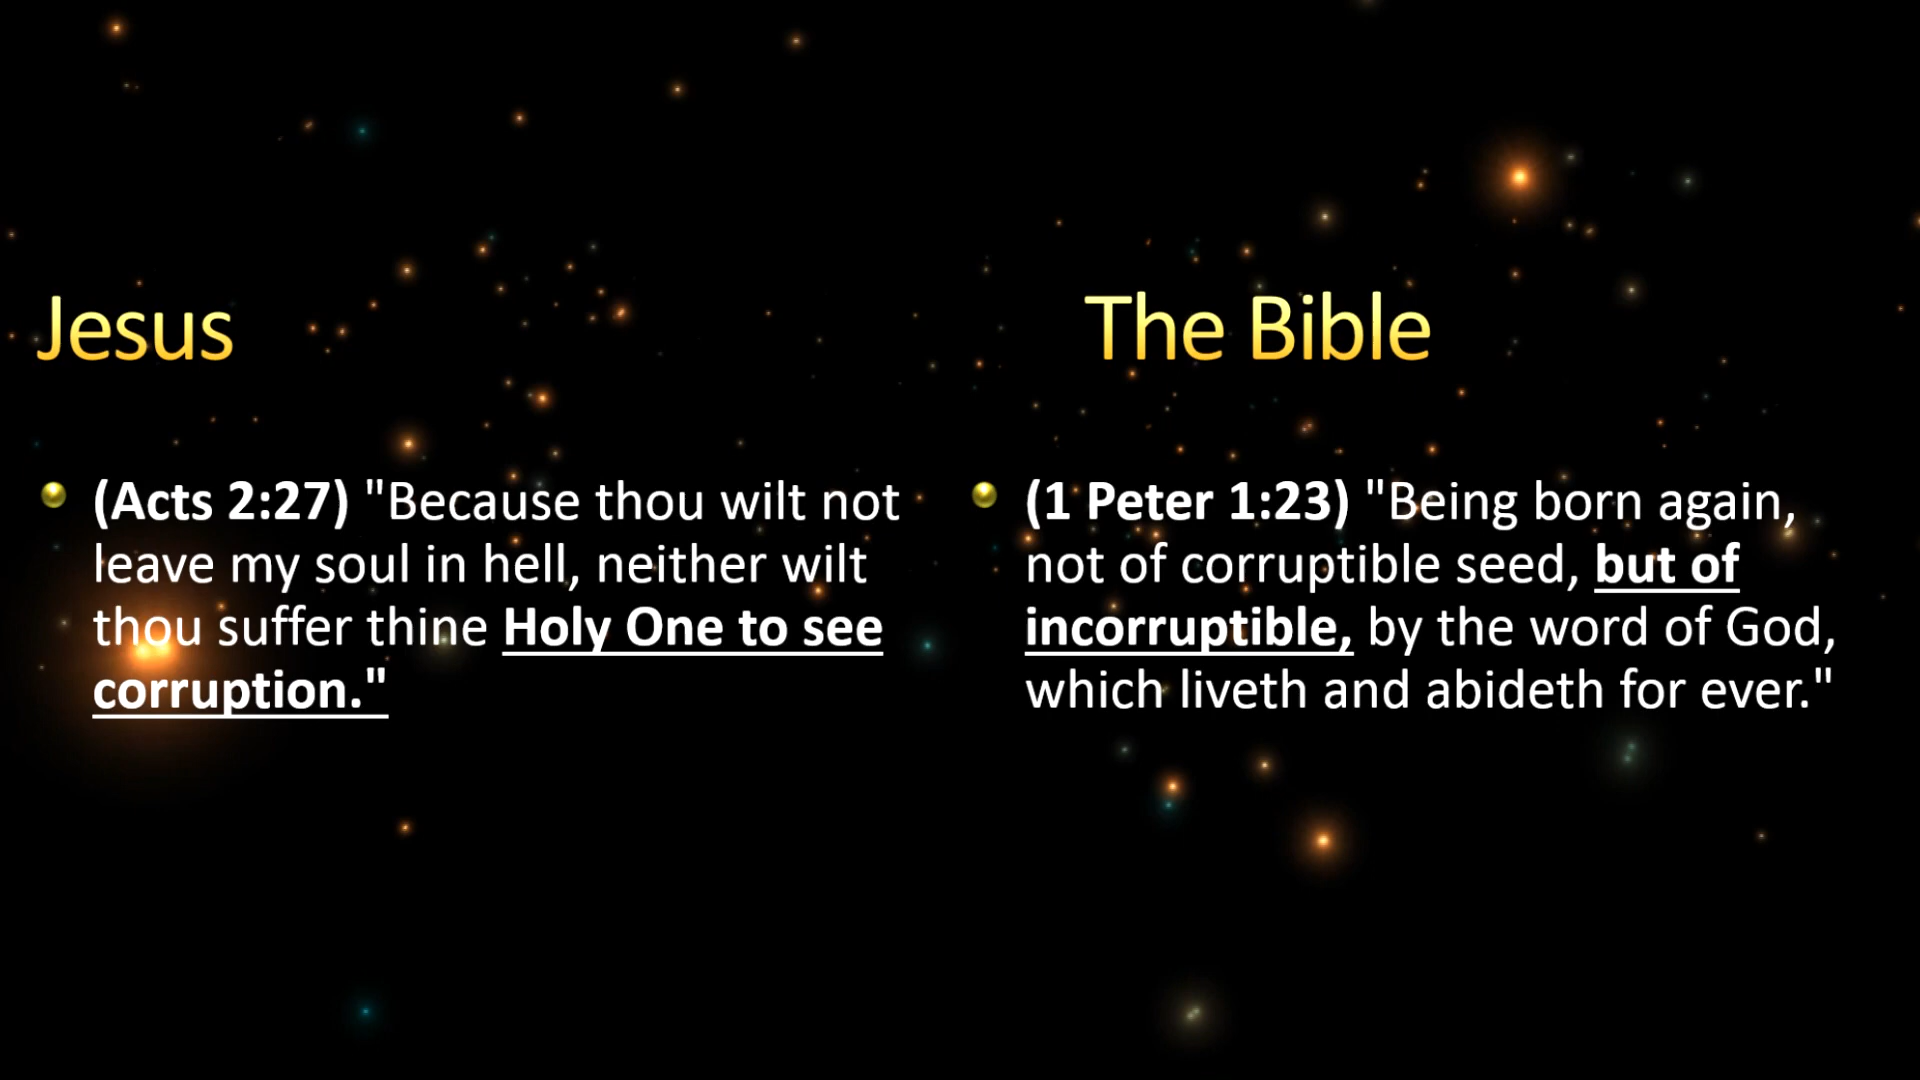 Jesus
(Acts 2:27) "Because thou wilt not
leave my soul in hell, neither wilt
thou suffer thine Holy One to see
corruption."
The Bible
(1 Peter 1:23) "Being born again,
not of corruptible seed, but of
incorruptible, by the word of God,
which liveth and abideth for ever."